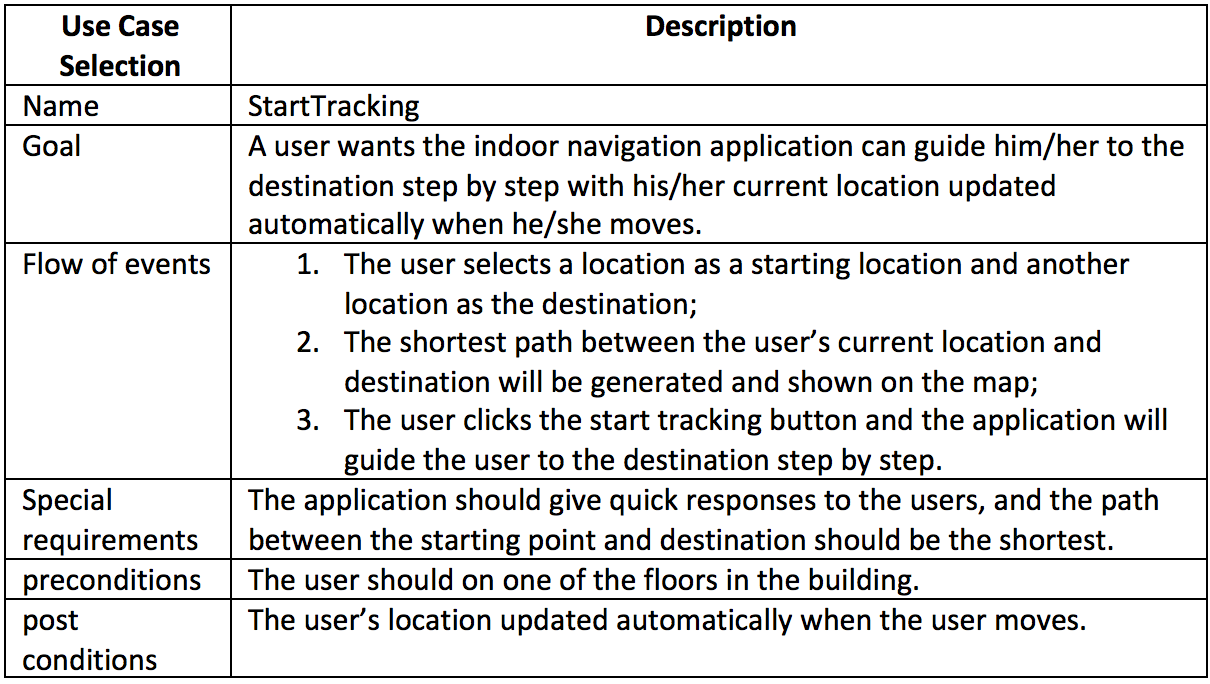 Use Case Description
Selection
Name StartTracking
Goal A user wants the indoor navigation application can guide him/her to the
destination step by step with his/her current location updated
automatically when he/she moves.
Flow of events 1. The user selects a location as a starting location and another
location as the destination;
2. The shortest path between the user’s current location and
destination will be generated and shown on the map;
3. The user clicks the start tracking button and the application will
guide the user to the destination step by step.
Special The application should give quick responses to the users, and the path
requirements between the starting point and destination should be the shortest.
preconditions The user should on one of the floors in the building.
post The user’s location updated automatically when the user moves.
conditions